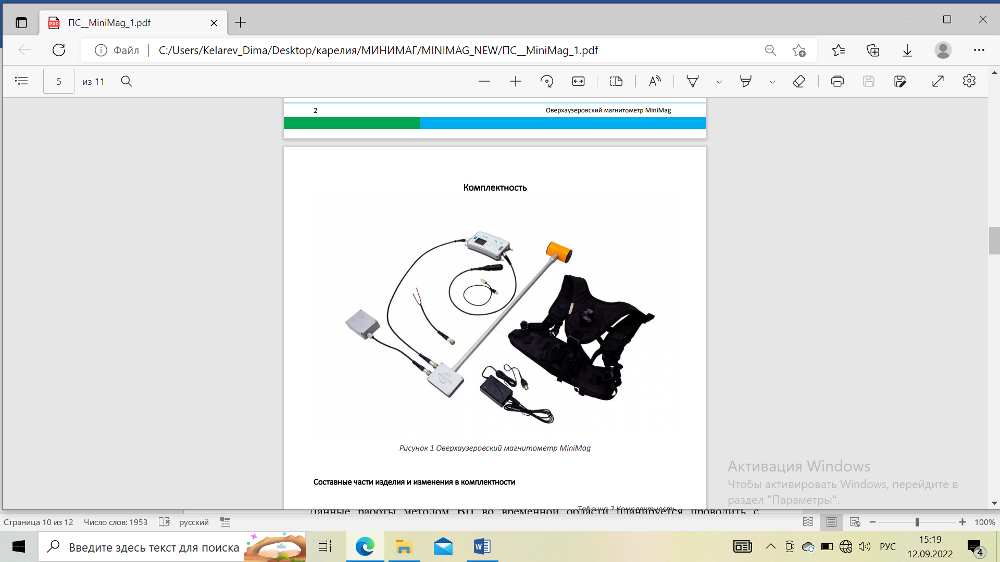 ПС__MiniMag_1.pdf
Файл
C:/Users/Kelarev_Dima/Desktop/карелия/МИНИМАГ/MINIMAG_NEW/ПС__MiniMag_1.pdf
5 из 11
2 Оверхаузеровский магнитометр MiniMag
Комплектность
Рисунок 1 Оверхаузеровский магнитометр MiniMag
Составные части изделия и изменения в комплектности
Таблица 2 Комплектность
Данные работы методом ВП во временной области планируется проводить с
Активация Windows
Чтобы активировать Windows, перейдите в
раздел "Параметры".
Страница 10 из 12 Число слов: 1953 русский 100%
Введите здесь текст для поиска
РУС
15:19
12.09.2022
4